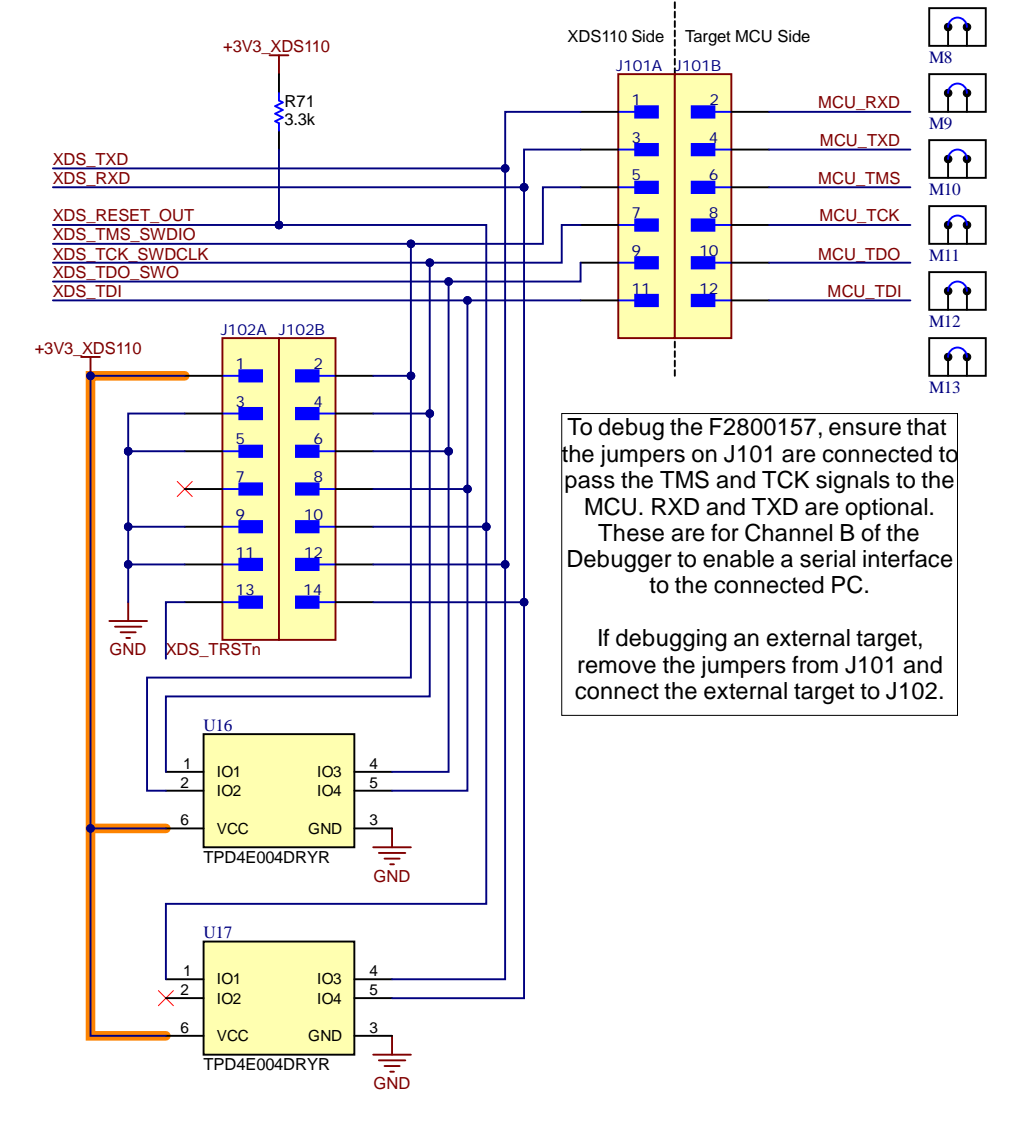 XDS110 Side
Target MCU Side
+3V3_XDS110
J101A
J101B
R71
3.3k
1
2
MCU_RXD
XDS_TXD
3
4
MCU_TXD
XDS_RXD
5
6
MCU_TMS
XDS_RESET_OUT
7
8
MCU_TCK
XDS_TMS_SWDIO
XDS_TCK_SWDCLK
9
10
MCU_TDO
XDS_TDO_SWO
XDS_TDI
11
12
MCU_TDI
M8
M9
M10
M11
M12
M13
J102A
J102B
+3V3_XDS110
1
2
3
4
5
6
7
8
9
10
11
12
13
14
GND
XDS_TRSTn
To debug the F2800157, ensure that
the jumpers on J101 are connected to
pass the TMS and TCK signals to the
MCU. RXD and TXD are optional.
These are for Channel B of the
Debugger to enable a serial interface
to the connected PC.
If debugging an external target,
remove the jumpers from J101 and
connect the external target to J102.
U16
1
IO1
IO3
4
2
IO2
IO4
5
6
VCC
GND
3
TPD4E004DRYR
GND
U17
1
IO1
IO3
4
2
IO2
IO4
5
6
VCC
GND
3
TPD4E004DRYR
GND